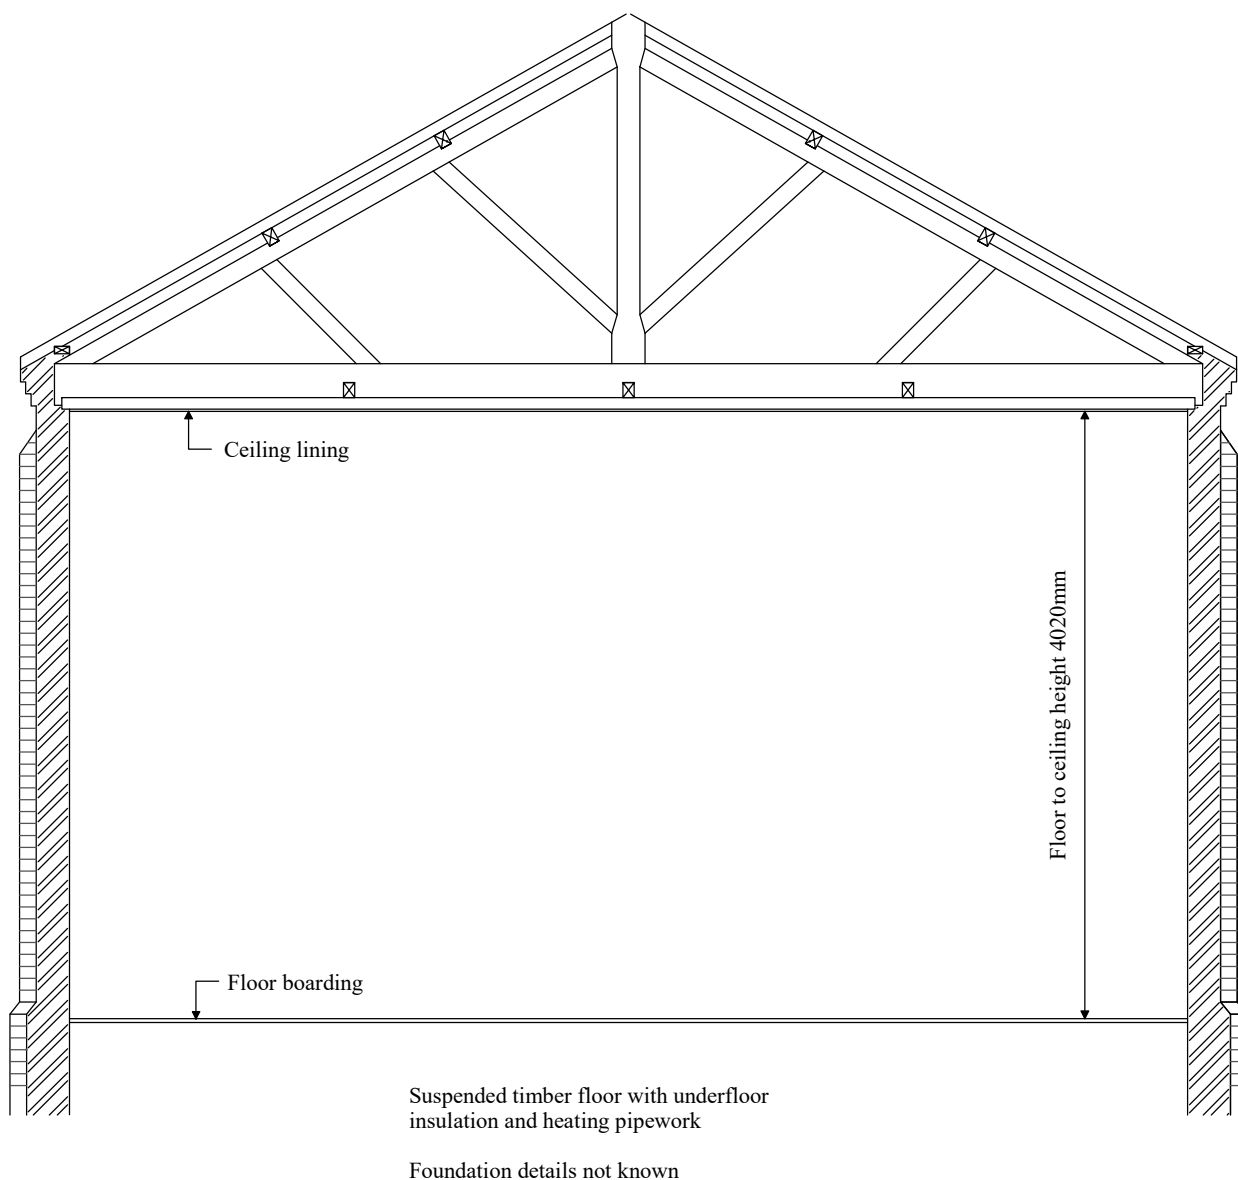 Ceiling lining
Floor to ceiling height 4020mm
Floor boarding
Suspended timber floor with underfloor
insulation and heating pipework
Foundation details not known